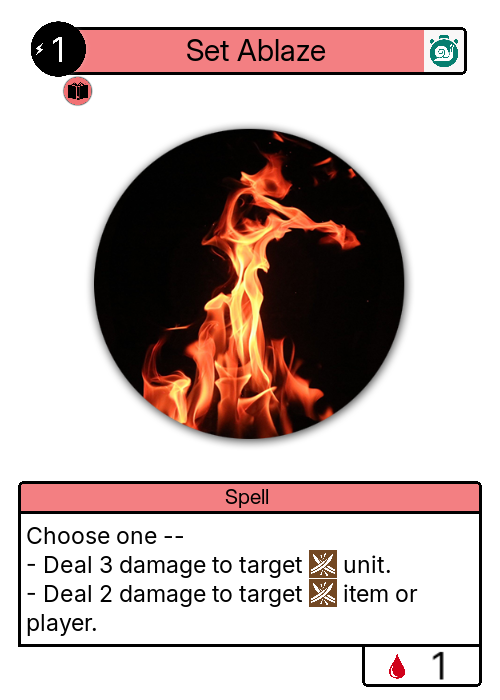 1
Set Ablaze
Spell
Choose one --
- Deal 3 damage to target unit.
- Deal 2 damage to target item or
player.
1